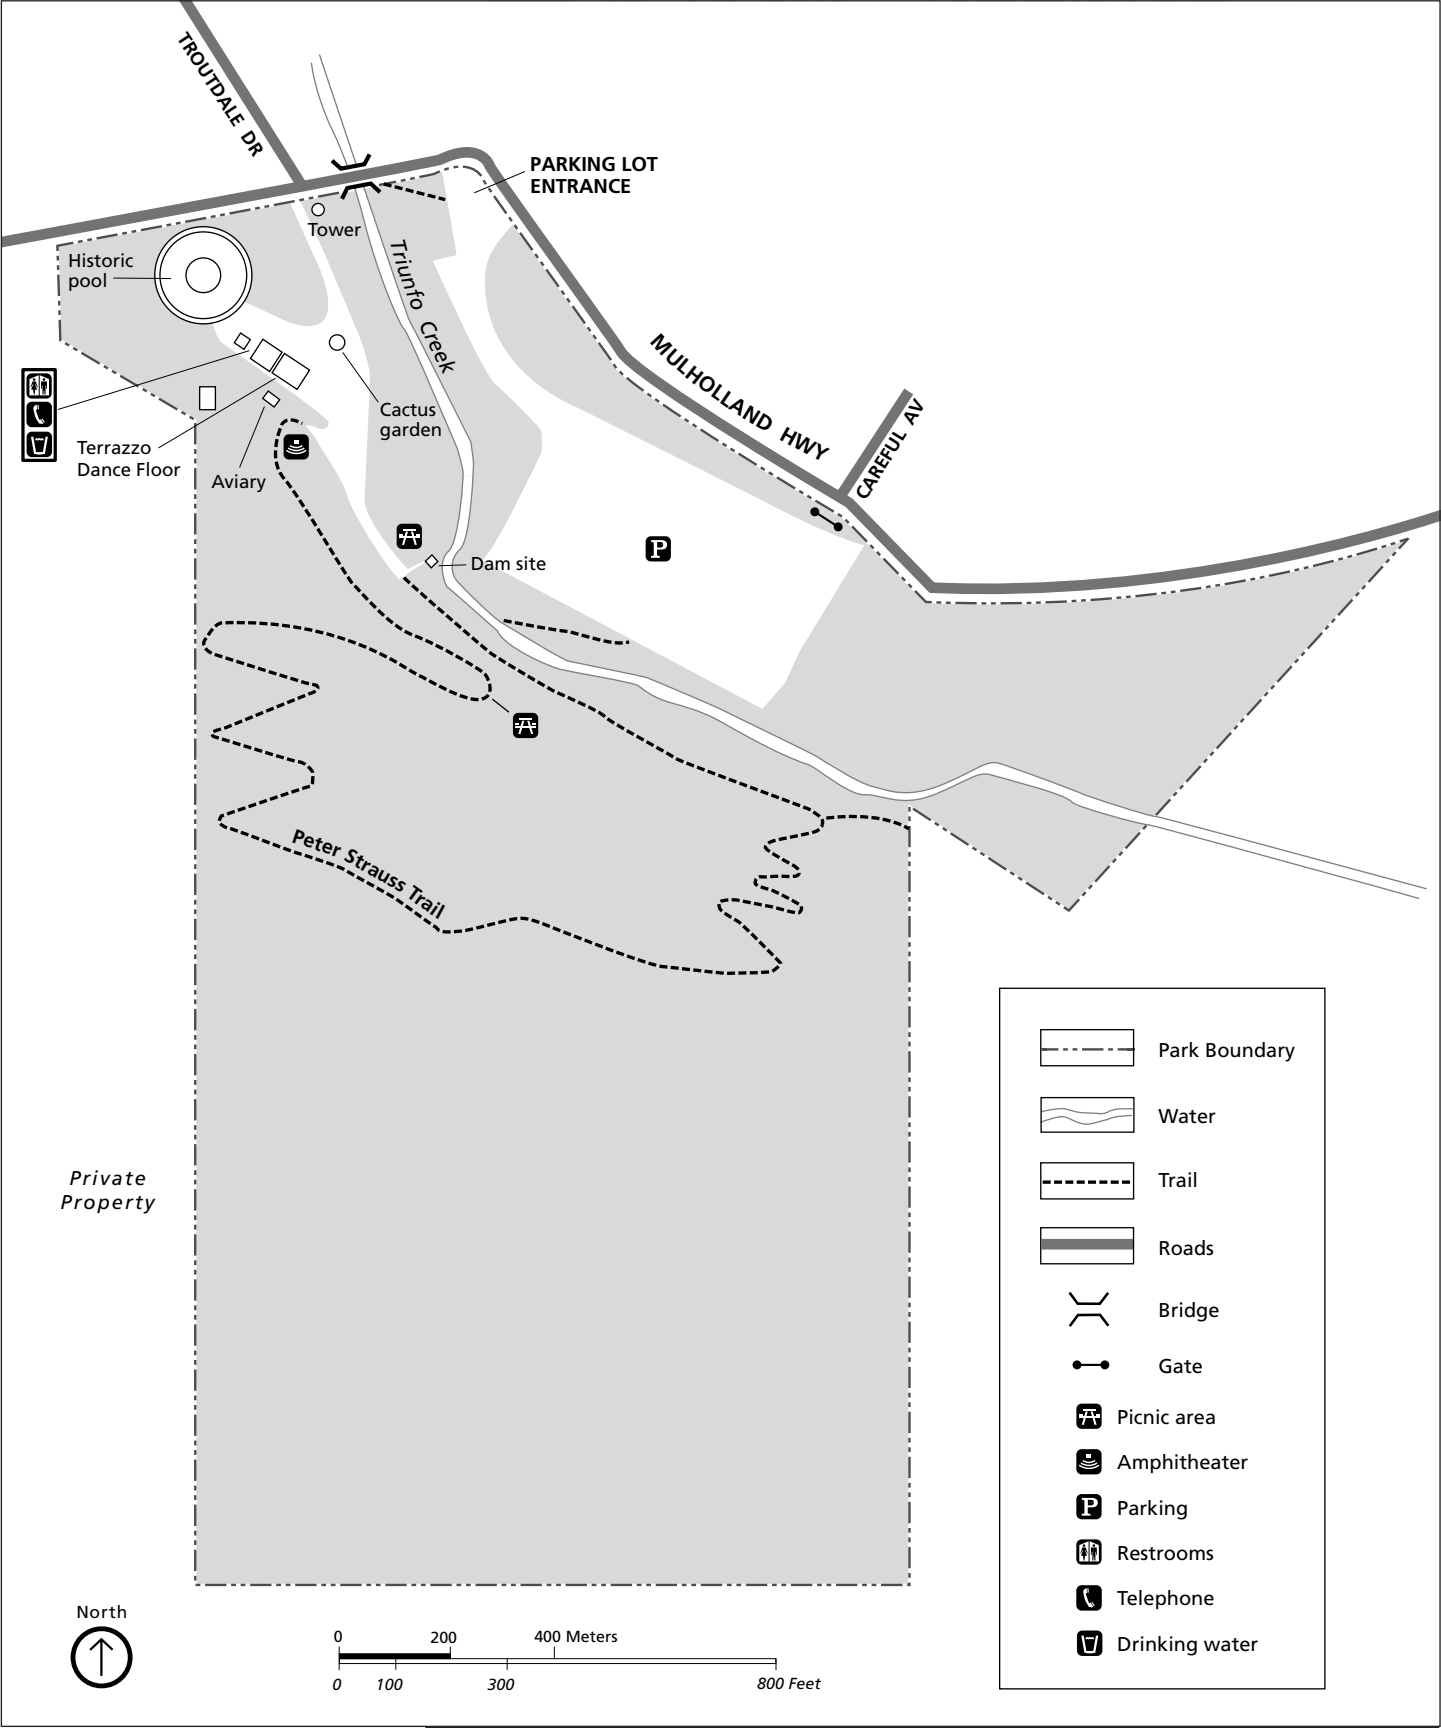 TROUTDALE DR
PARKING LOT
ENTRANCE
Tower
Historic
pool
Triunfo Creek
MULHOLLAND HWY
CAREFUL AV
Cactus
garden
Terrazzo
Dance Floor
Aviary
P
Dam site
Peter Strauss Trail
Private
Property
Park Boundary
Water
Trail
Roads
Bridge
Gate
Picnic area
Amphitheater
P
Parking
Restrooms
Telephone
Drinking water
North
0 200 400 Meters
0 100 300 800 Feet